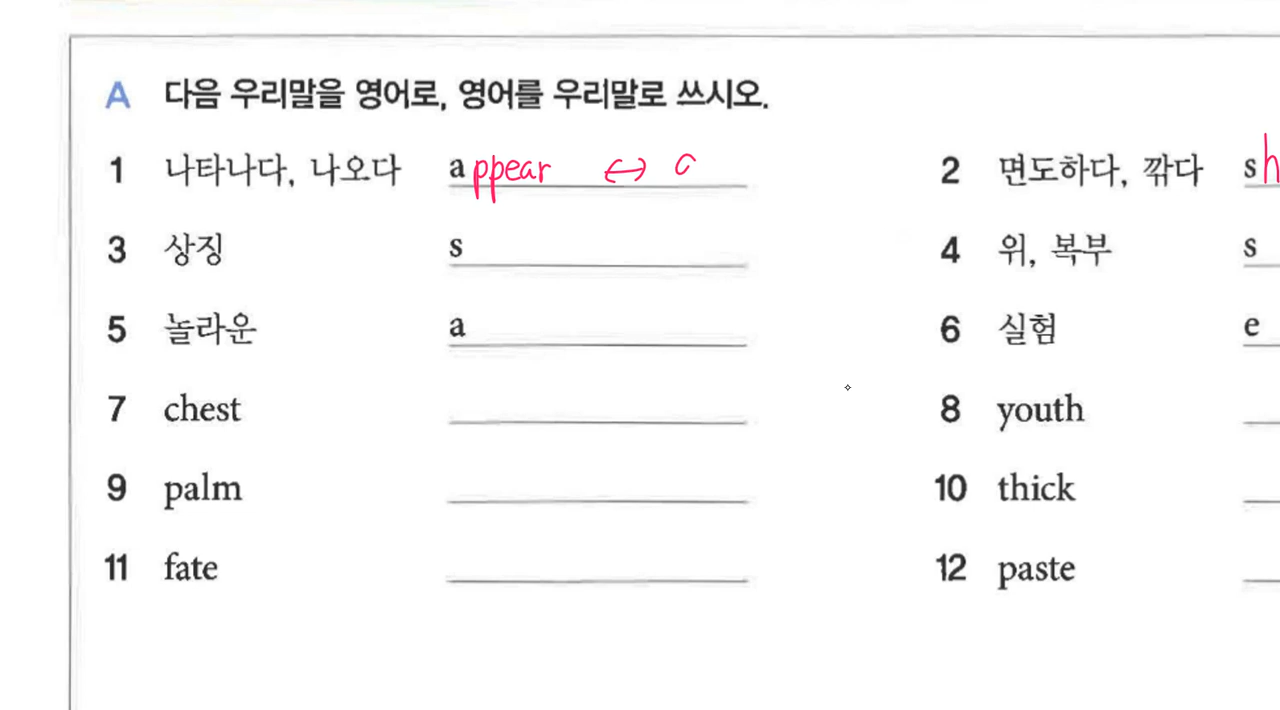 A 다음 우리말을 영어로, 영어를 우리말로 쓰시오.
1 나타나다, 나오다 appear ↔
2 면도하다, 깎다 sh
3 상징 s
4 위, 복부 s
5 놀라운 a
6 실험 e
7 chest
8 youth
9 palm
10 thick
11 fate
12 paste